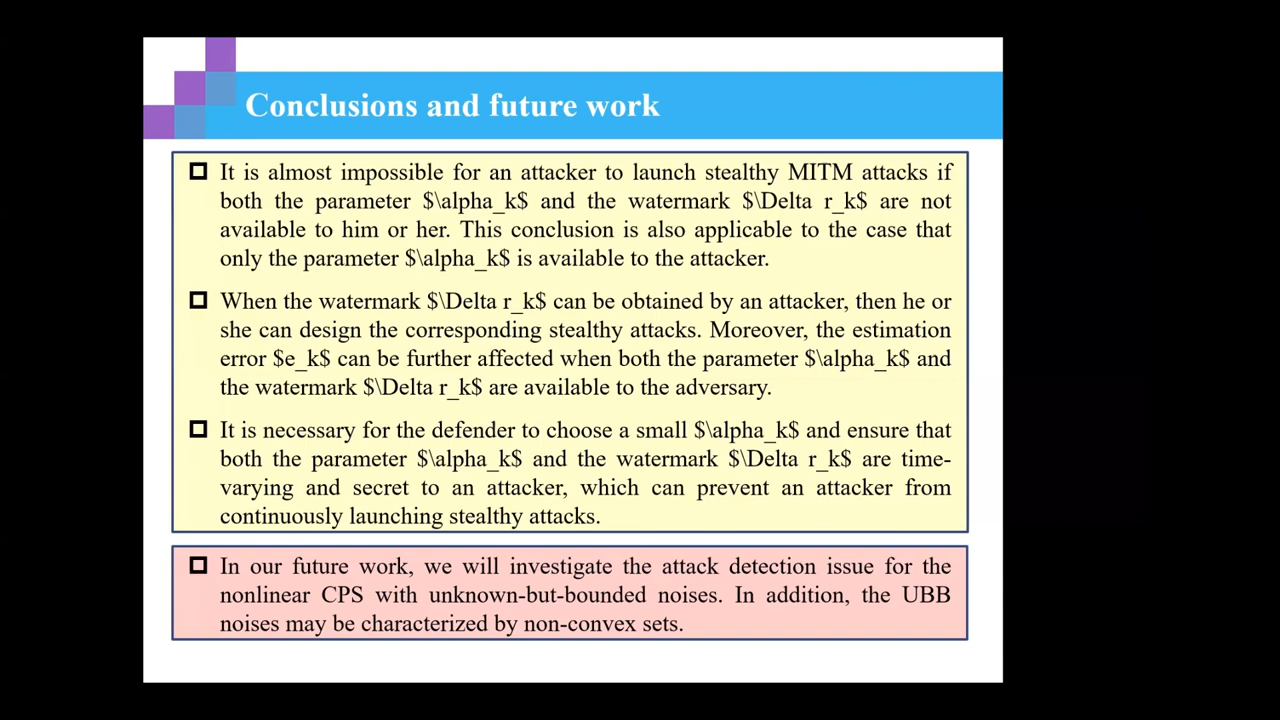 Conclusions and future work
It is almost impossible for an attacker to launch stealthy MITM attacks if
both the parameter $\alpha_k$ and the watermark $\Delta r_k$ are not
available to him or her. This conclusion is also applicable to the case that
only the parameter $\alpha_k$ is available to the attacker.
When the watermark $\Delta r_k$ can be obtained by an attacker, then he or
she can design the corresponding stealthy attacks. Moreover, the estimation
error $e_k$ can be further affected when both the parameter $\alpha_k$ and
the watermark $\Delta r_k$ are available to the adversary.
It is necessary for the defender to choose a small $\alpha_k$ and ensure that
both the parameter $\alpha_k$ and the watermark $\Delta r_k$ are time-
varying and secret to an attacker, which can prevent an attacker from
continuously launching stealthy attacks.
In our future work, we will investigate the attack detection issue for the
nonlinear CPS with unknown-but-bounded noises. In addition, the UBB
noises may be characterized by non-convex sets.